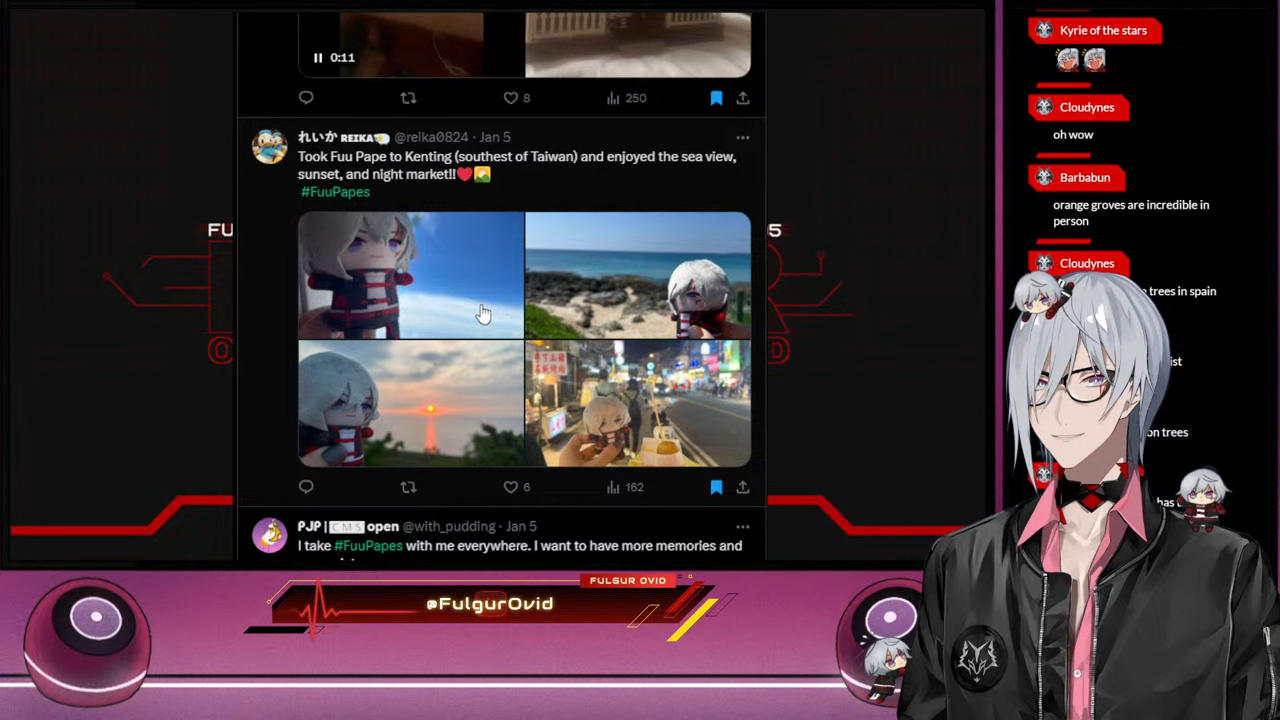 0:11
8
250
れいか REIKA @reika0824 · Jan 5
Took Fuu Pape to Kenting (southest of Taiwan) and enjoyed the sea view,
sunset, and night market!!
#FuuPapes
6
162
PJP | CMS open @with_pudding · Jan 5
I take #FuuPapes with me everywhere. I want to have more memories and
FU
5
O
D
FULGUR OVID
@FulgurOvid
Kyrie of the stars
Cloudynes
oh wow
Barbabun
orange groves are incredible in
person
Cloudynes
trees in spain
ist
on trees
has